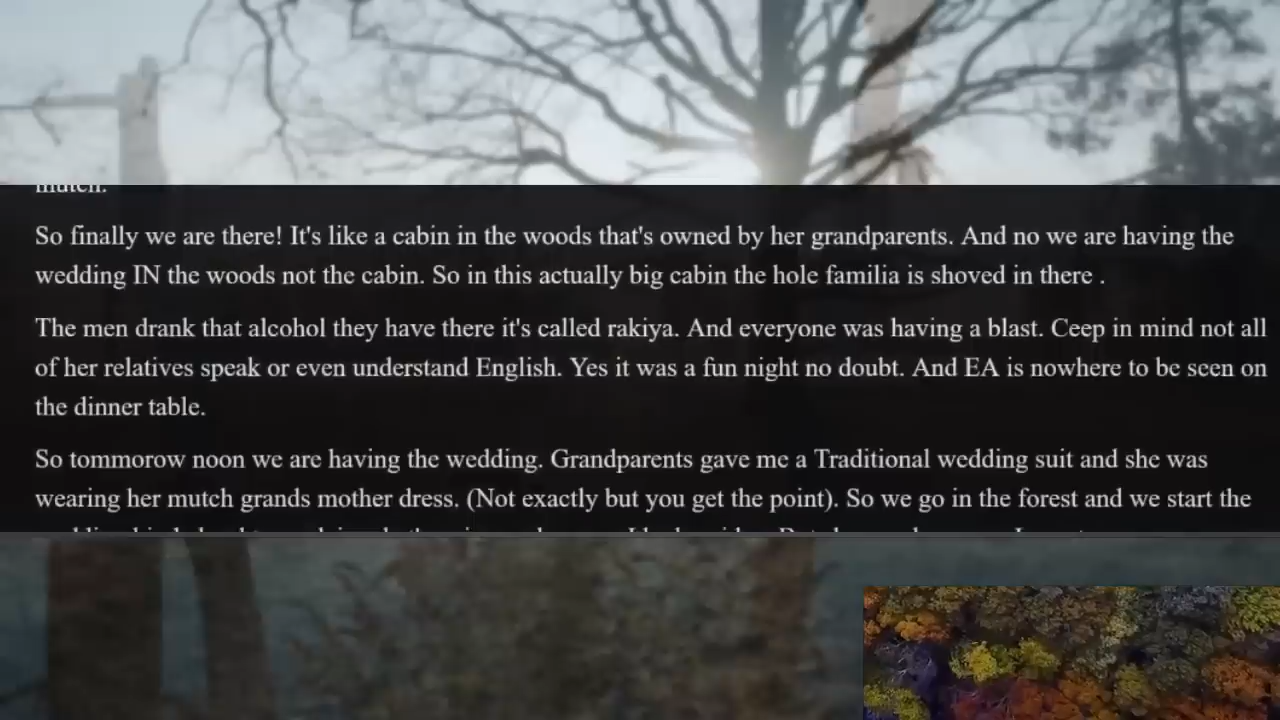 mutch.
So finally we are there! It's like a cabin in the woods that's owned by her grandparents. And no we are having the
wedding IN the woods not the cabin. So in this actually big cabin the hole familia is shoved in there .
The men drank that alcohol they have there it's called rakiya. And everyone was having a blast. Ceep in mind not all
of her relatives speak or even understand English. Yes it was a fun night no doubt. And EA is nowhere to be seen on
the dinner table.
So tommorow noon we are having the wedding. Grandparents gave me a Traditional wedding suit and she was
wearing her mutch grands mother dress. (Not exactly but you get the point). So we go in the forest and we start the